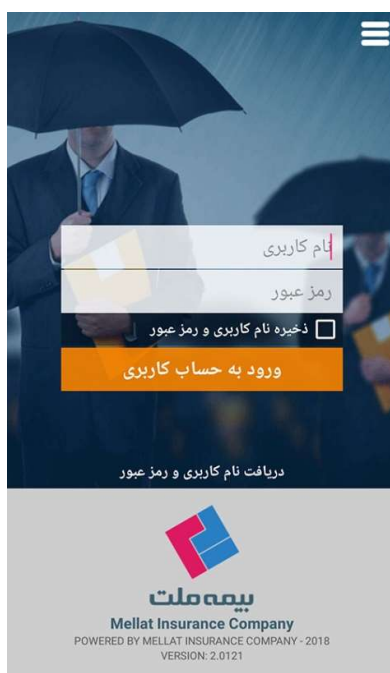 نام کاربری
رمز عبور
ذخیره نام کاربری و رمز عبور
ورود به حساب کاربری
دریافت نام کاربری و رمز عبور
بیمه ملت
Mellat Insurance Company
POWERED BY MELLAT INSURANCE COMPANY - 2018
VERSION: 2.0121